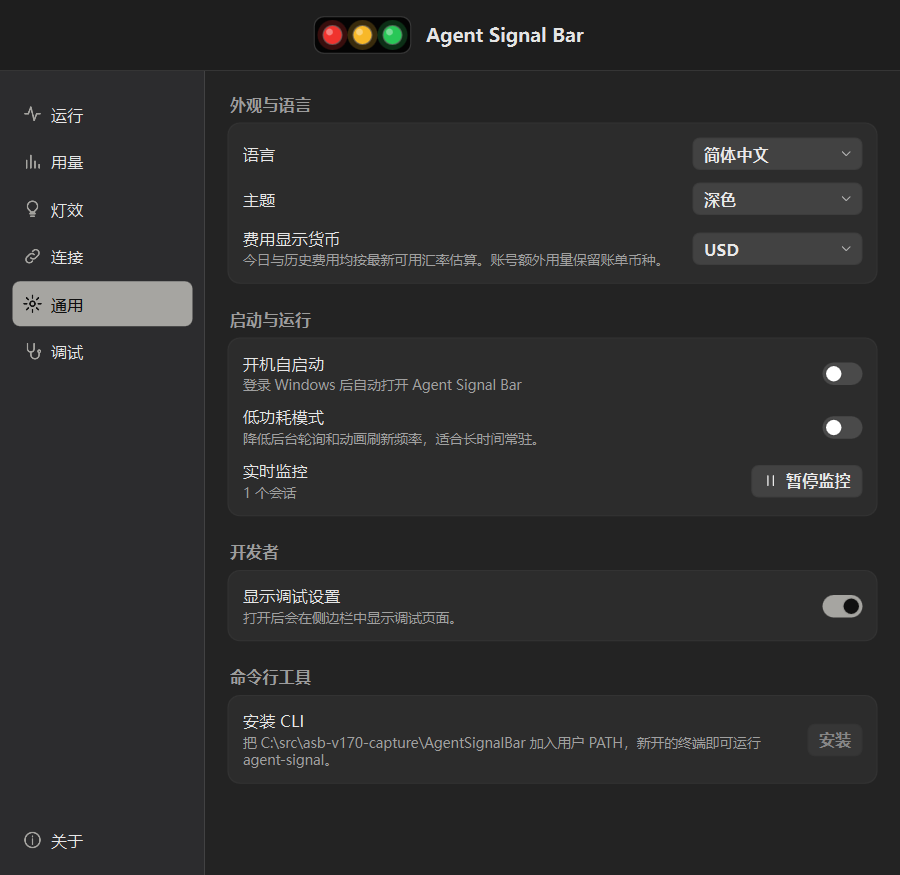 Agent Signal Bar
运行
用量
灯效
连接
通用
调试
关于
外观与语言
语言
简体中文
主题
深色
费用显示货币
今日与历史费用均按最新可用汇率估算。账号额外用量保留账单币种。
USD
启动与运行
开机自启动
登录 Windows 后自动打开 Agent Signal Bar
低功耗模式
降低后台轮询和动画刷新频率，适合长时间常驻。
实时监控
1 个会话
暂停监控
开发者
显示调试设置
打开后会在侧边栏中显示调试页面。
命令行工具
安装 CLI
把 C:\src\asb-v170-capture\AgentSignalBar 加入用户 PATH，新开的终端即可运行
agent-signal。
安装